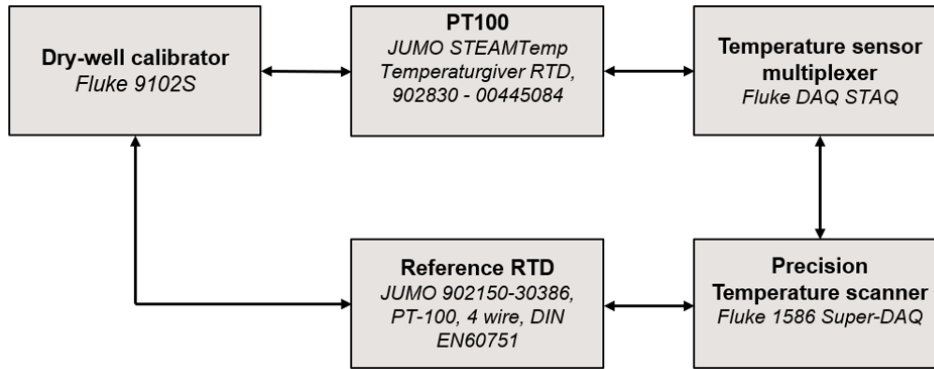 Dry-well calibrator
Fluke 9102S
PT100
JUMO STEAMTemp
Temperaturgiver RTD,
902830 - 00445084
Temperature sensor
multiplexer
Fluke DAQ STAQ
Reference RTD
JUMO 902150-30386,
PT-100, 4 wire, DIN
EN60751
Precision
Temperature scanner
Fluke 1586 Super-DAQ